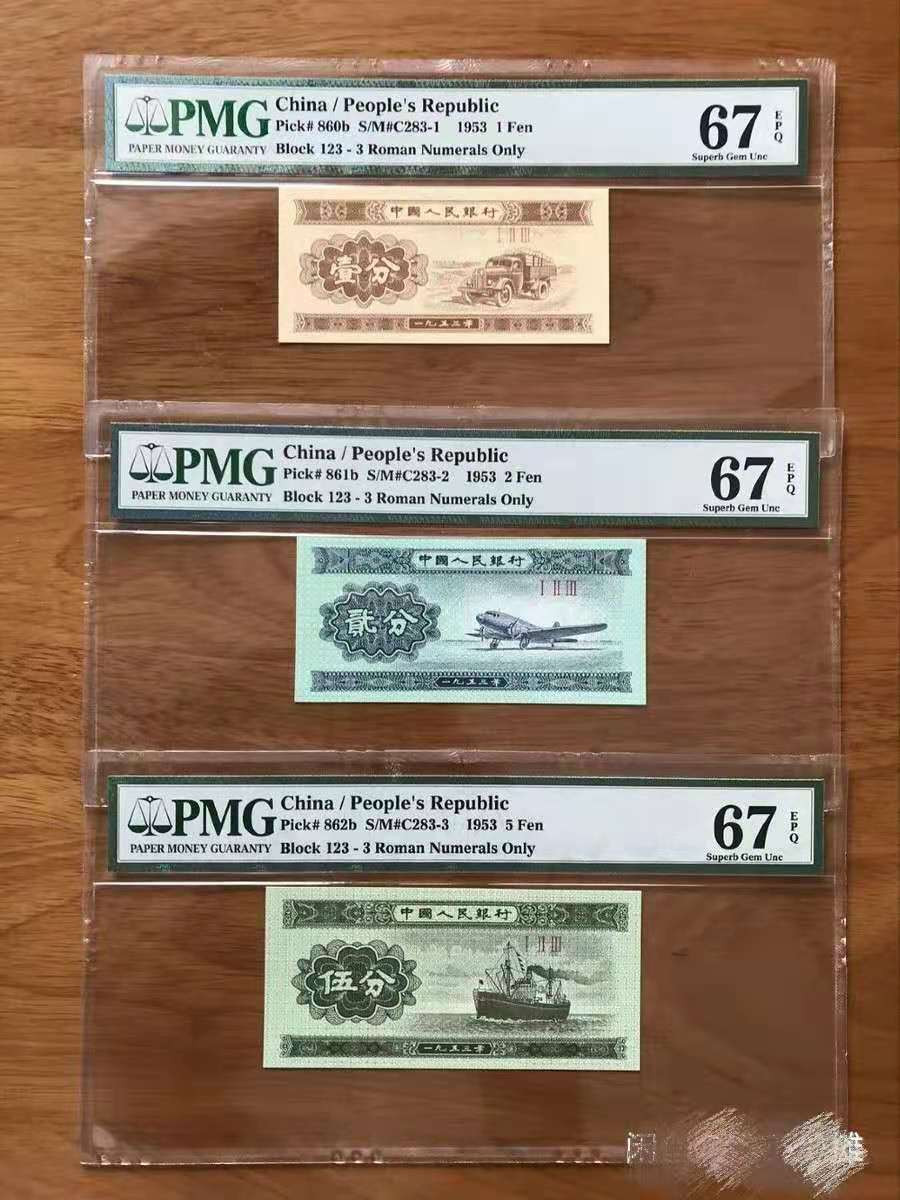 PMG
PAPER MONEY GUARANTY
China / People's Republic
Pick# 860b S/M#C283-1 1953 1 Fen
Block 123 - 3 Roman Numerals Only
67 EPQ
Superb Gem Unc
中國人民銀行
I II III
壹分
一九五三年
PMG
PAPER MONEY GUARANTY
China / People's Republic
Pick# 861b S/M#C283-2 1953 2 Fen
Block 123 - 3 Roman Numerals Only
67 EPQ
Superb Gem Unc
中國人民銀行
I II III
貳分
一九五三年
PMG
PAPER MONEY GUARANTY
China / People's Republic
Pick# 862b S/M#C283-3 1953 5 Fen
Block 123 - 3 Roman Numerals Only
67 EPQ
Superb Gem Unc
中國人民銀行
I II III
伍分
一九五三年